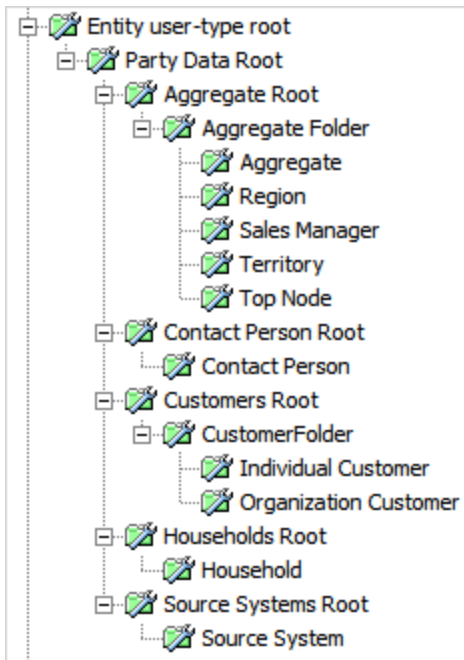 Entity user-type root
Party Data Root
Aggregate Root
Aggregate Folder
Aggregate
Region
Sales Manager
Territory
Top Node
Contact Person Root
Contact Person
Customers Root
CustomerFolder
Individual Customer
Organization Customer
Households Root
Household
Source Systems Root
Source System